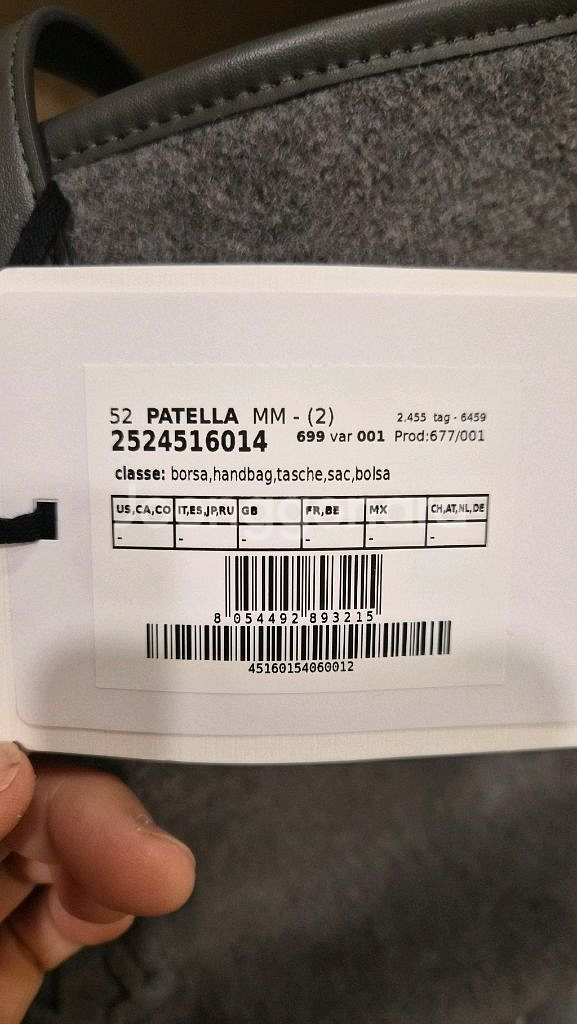 52 PATELLA MM - (2) 2.455 tag - 6459
2524516014 699 var 001 Prod:677/001
classe: borsa,handbag,tasche,sac,bolsa
US,CA,CO IT,ES,JP,RU GB FR,BE MX CH,AT,NL,DE
- - - - - -
8 054492 893215
45160154060012